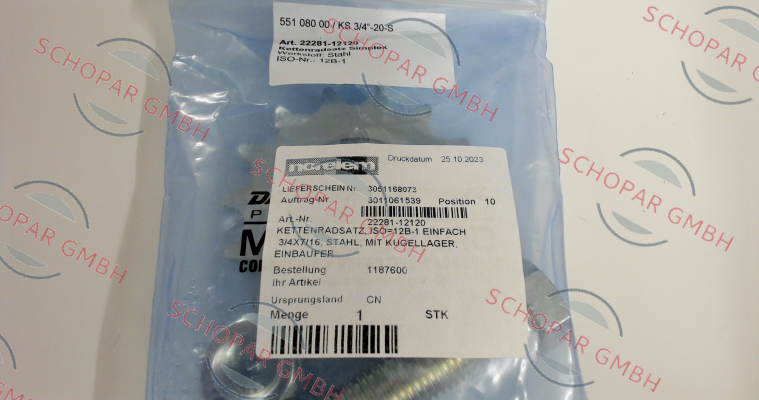 551 080 00 / KS 3/4"-20-S
Art. 22281-12120
Kettenradsatz Simplex
Werkstoff: Stahl
ISO-Nr.: 12B-1
norelem
Druckdatum 25.10.2023
LIEFERSCHEIN Nr. 3051168073
Auftrag-Nr. 3011061539 Position 10
Art-Nr. 22281-12120
KETTENRADSATZ, ISO=12B-1 EINFACH
3/4X7/16, STAHL, MIT KUGELLAGER,
EINBAUFER
Bestellung 1187600
Ihr Artikel
Ursprungsland CN
Menge 1 STK
SCHOPAR GMBH
SCHOPAR GMBH
SCHOPAR GMBH
SCHOPAR GMBH
SCHOPAR GMBH
SCHOPAR GMBH
SCHOPAR GMBH
SCHOPAR GMBH